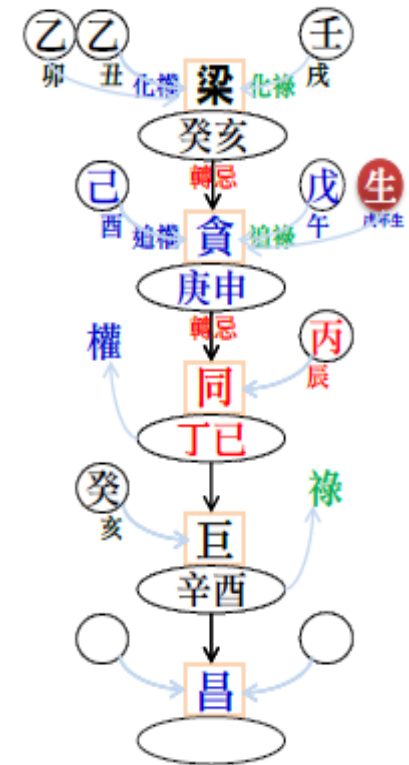 乙 乙 壬
卯 丑 化權 梁 化祿 戌
癸亥
轉忌
己 戊 生
酉 追權 貪 追祿 午 戊年生
庚申
轉忌
權 丙
同 辰
丁巳
癸 祿
亥 巨
辛酉
昌